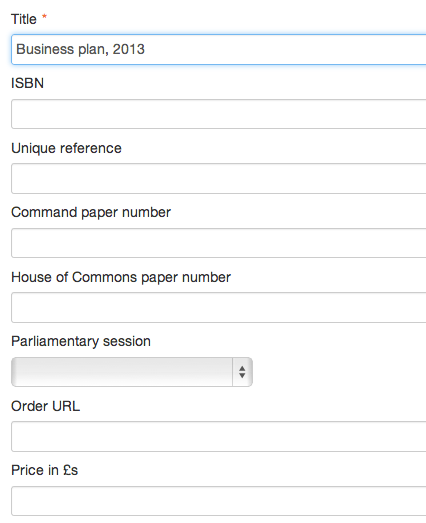 Title *
Business plan, 2013
ISBN
Unique reference
Command paper number
House of Commons paper number
Parliamentary session
Order URL
Price in £s